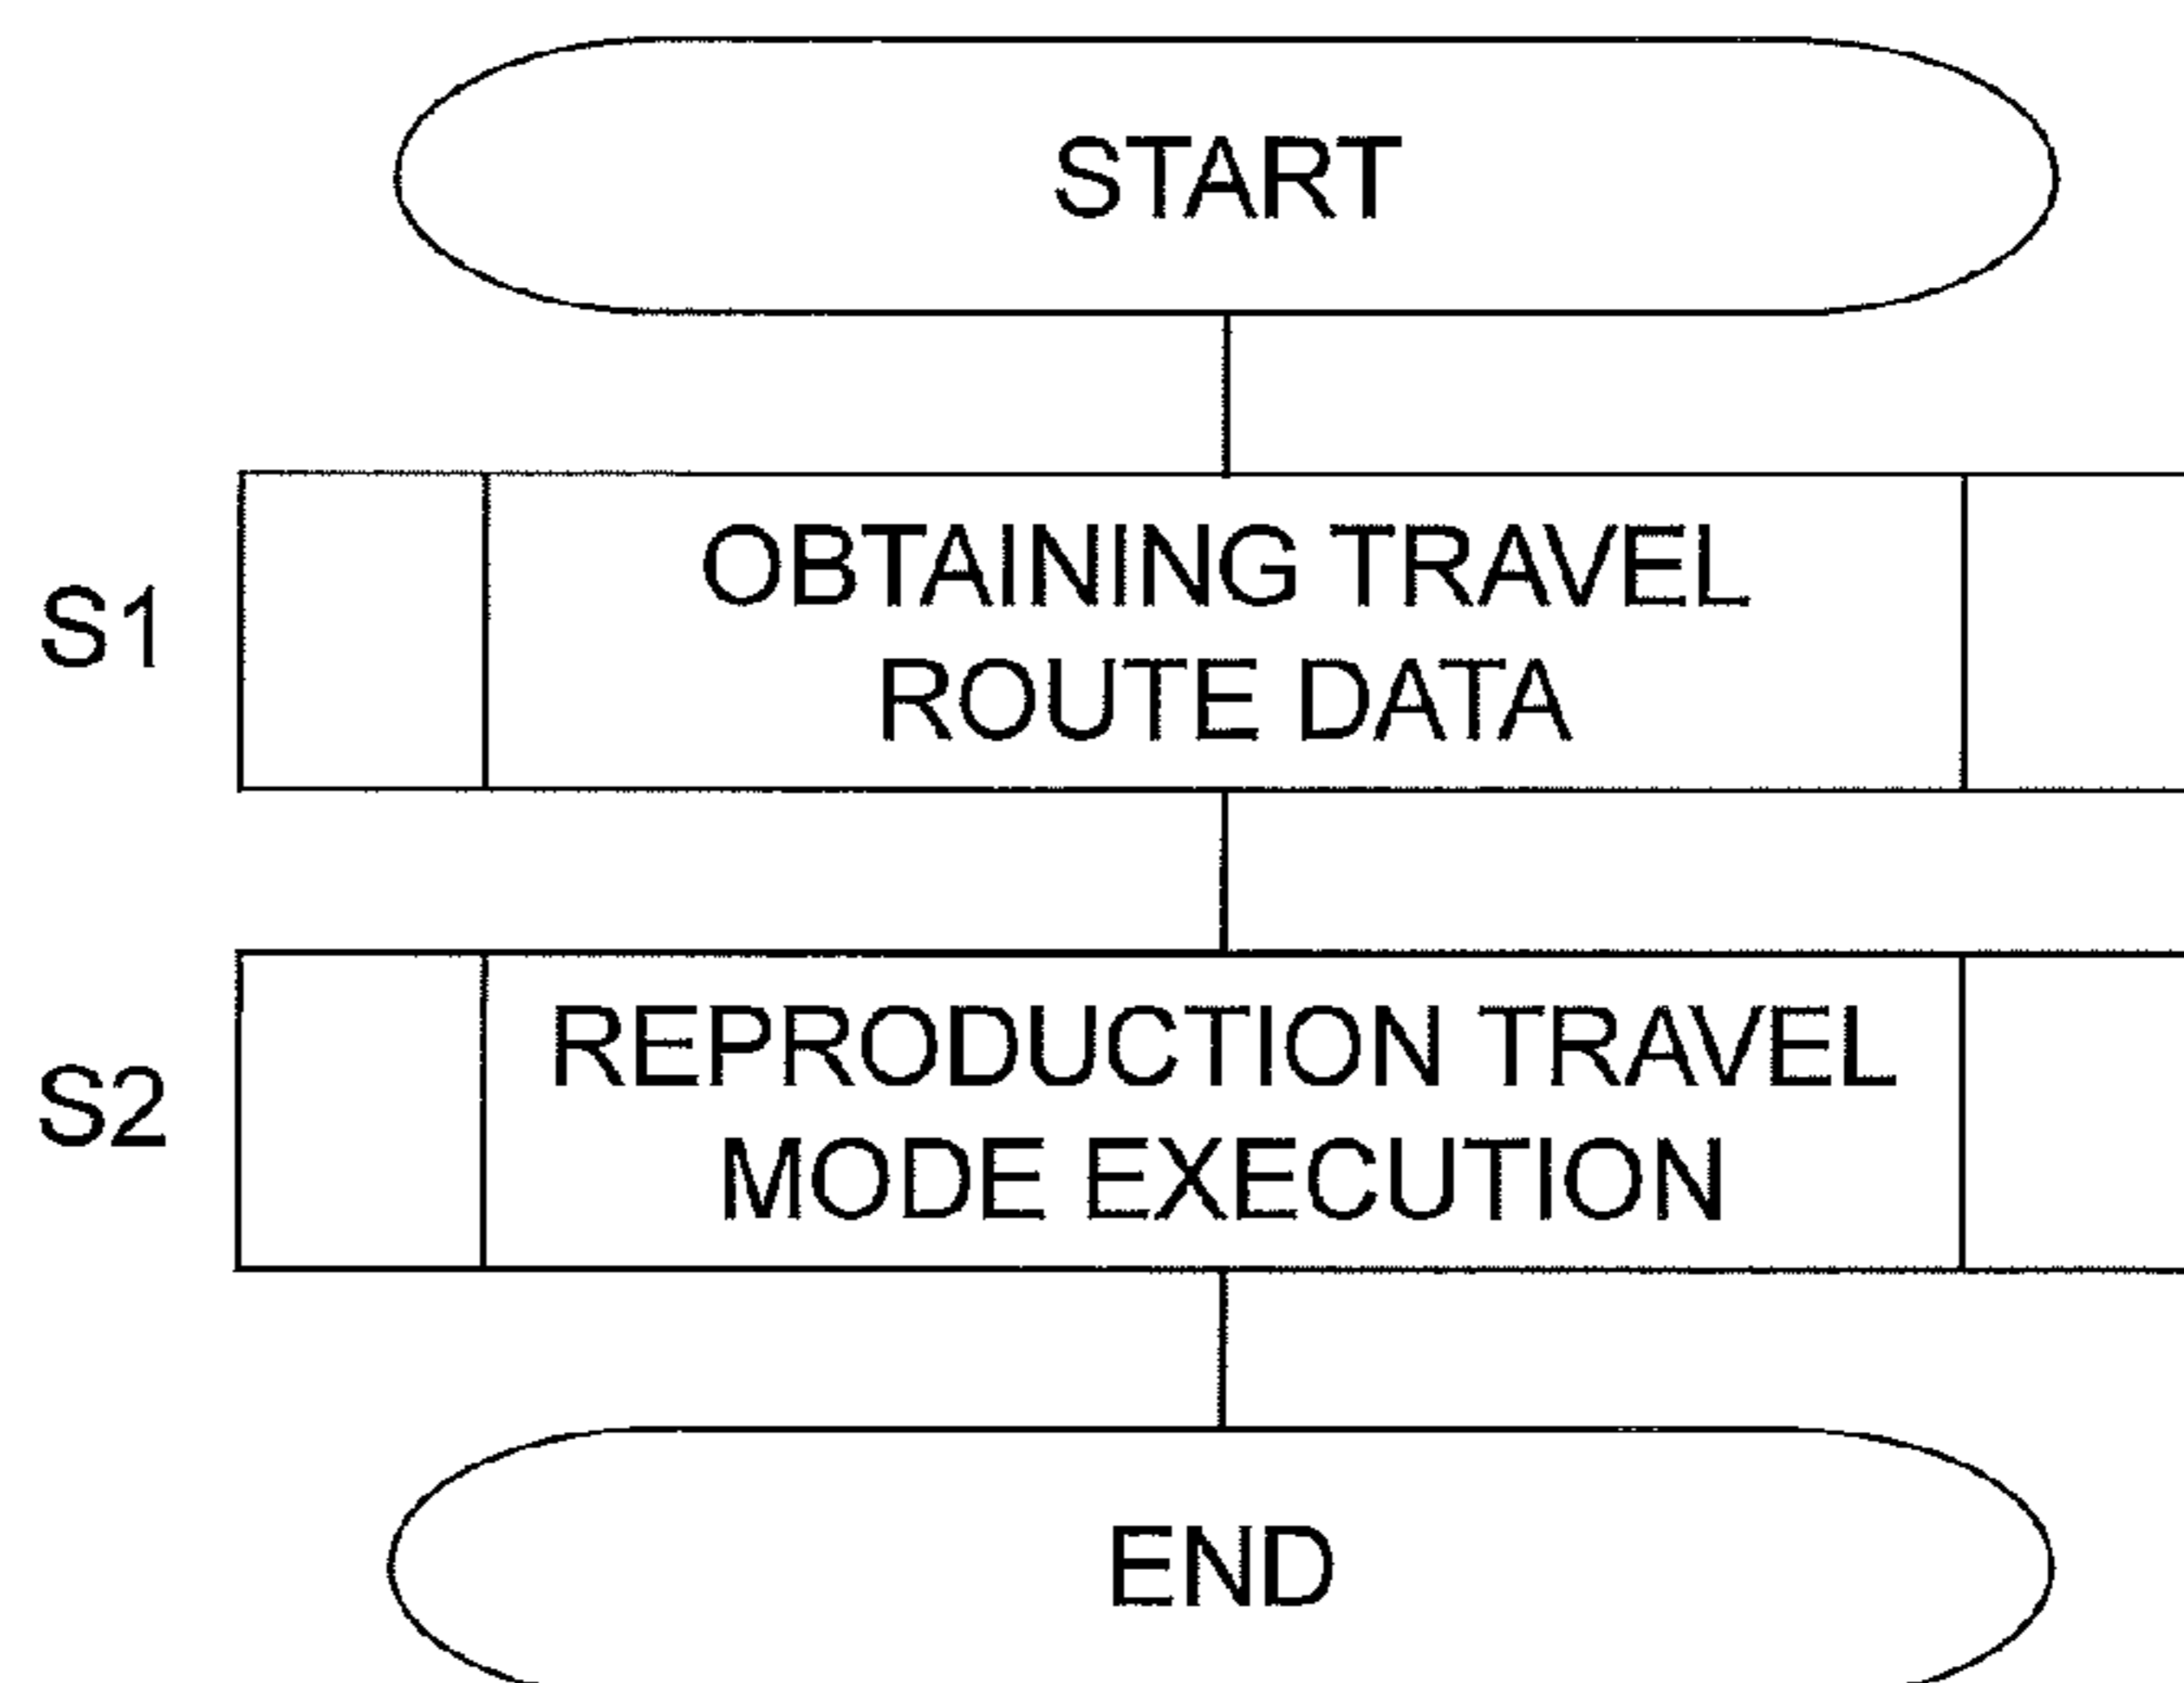 START
S1
OBTAINING TRAVEL
ROUTE DATA
S2
REPRODUCTION TRAVEL
MODE EXECUTION
END